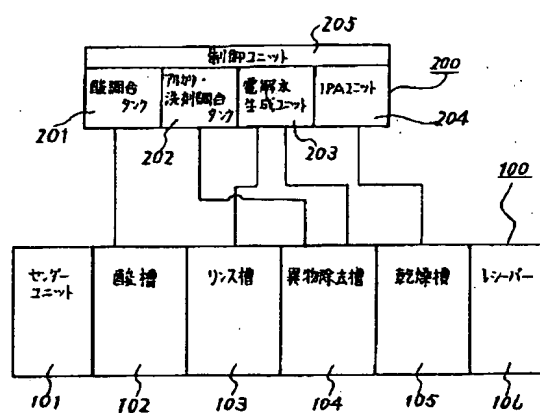 205
制御ユニット
200
酸調合
タンク
アルカリ・
洗剤調合
タンク
電解水
生成ユニット
IPAユニット
201
202
203
204
100
センダー
ユニット
酸槽
リンス槽
異物除去槽
乾燥槽
レシーバー
101
102
103
104
105
106